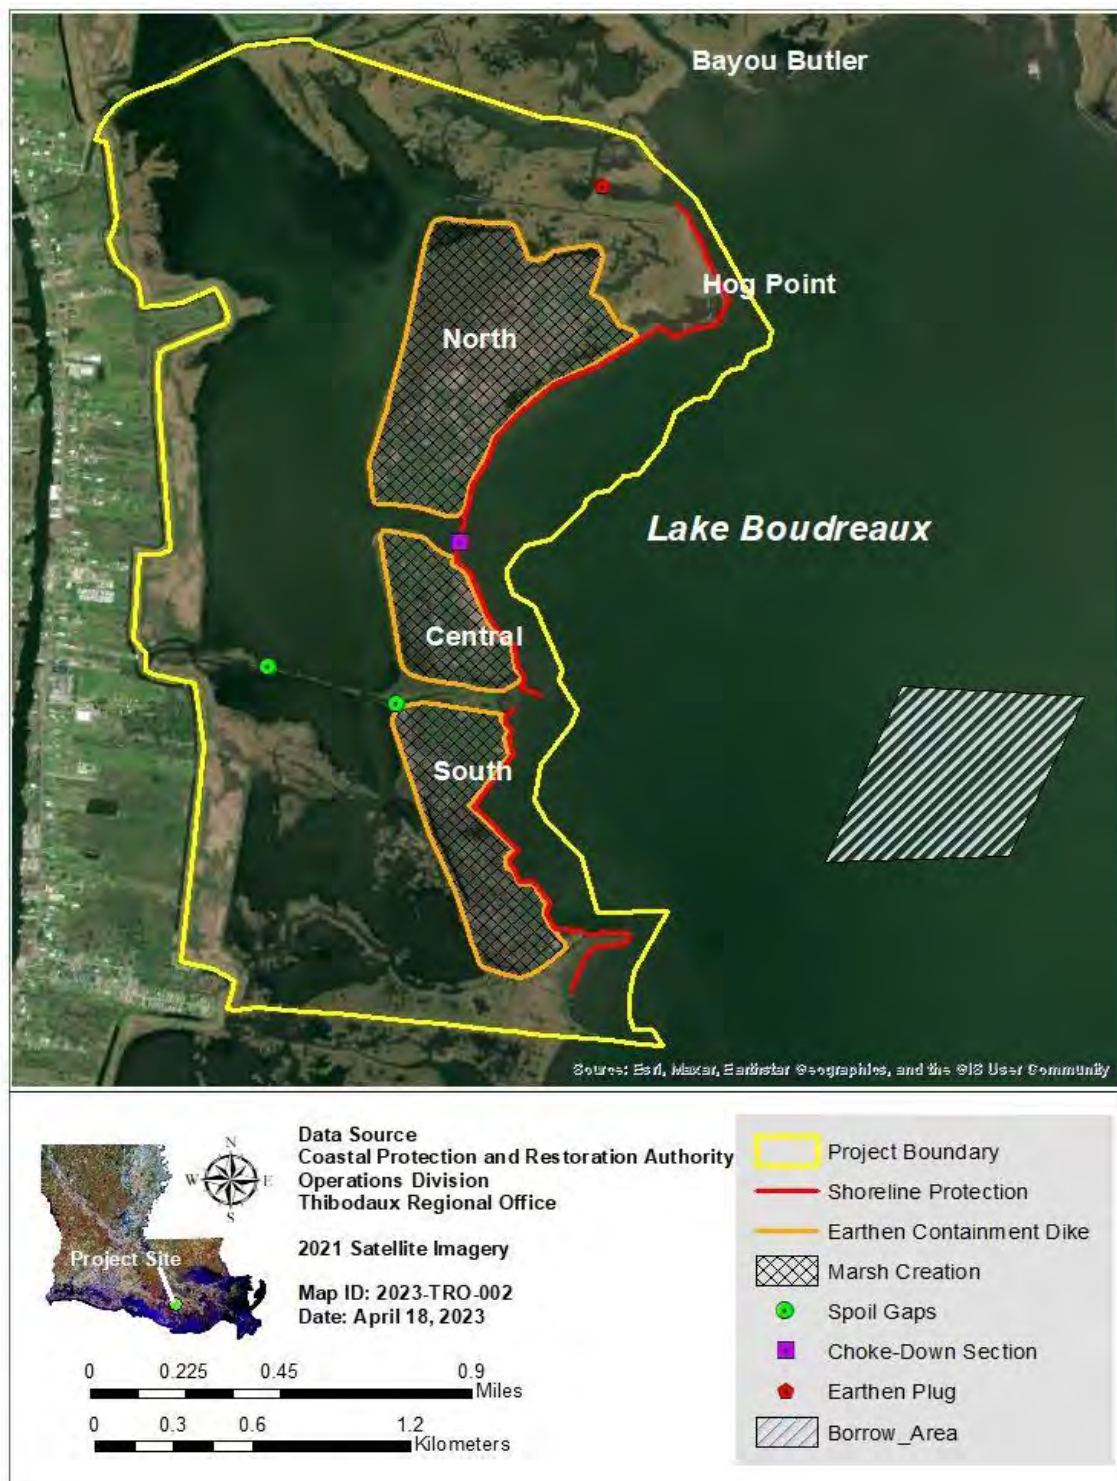 Bayou Butler
Hog Point
North
Lake Boudreaux
Central
South
Source: Esri, Maxar, Earthstar Geographics, and the GIS User Community
N
W E
S
Project Site
Data Source
Coastal Protection and Restoration Authority
Operations Division
Thibodaux Regional Office
2021 Satellite Imagery
Map ID: 2023-TRO-002
Date: April 18, 2023
0 0.225 0.45 0.9
Miles
0 0.3 0.6 1.2
Kilometers
Project Boundary
Shoreline Protection
Earthen Containment Dike
Marsh Creation
Spoil Gaps
Choke-Down Section
Earthen Plug
Borrow_Area